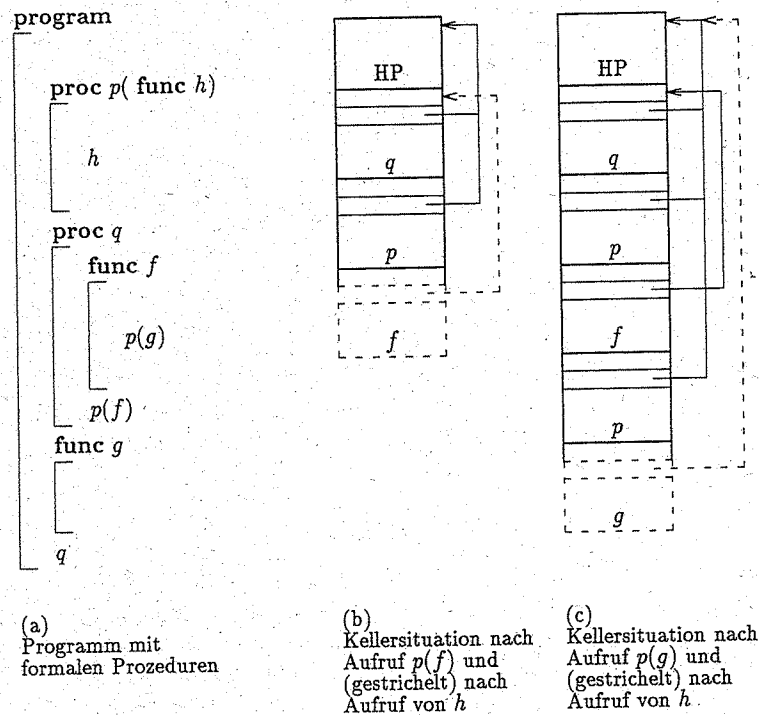 program
proc p( func h)
h
proc q
func f
p(g)
p(f)
func g
q
(a)
Programm mit
formalen Prozeduren
HP
q
p
f
(b)
Kellersituation nach
Aufruf p(f) und
(gestrichelt) nach
Aufruf von h
HP
q
p
f
p
g
(c)
Kellersituation nach
Aufruf p(g) und
(gestrichelt) nach
Aufruf von h